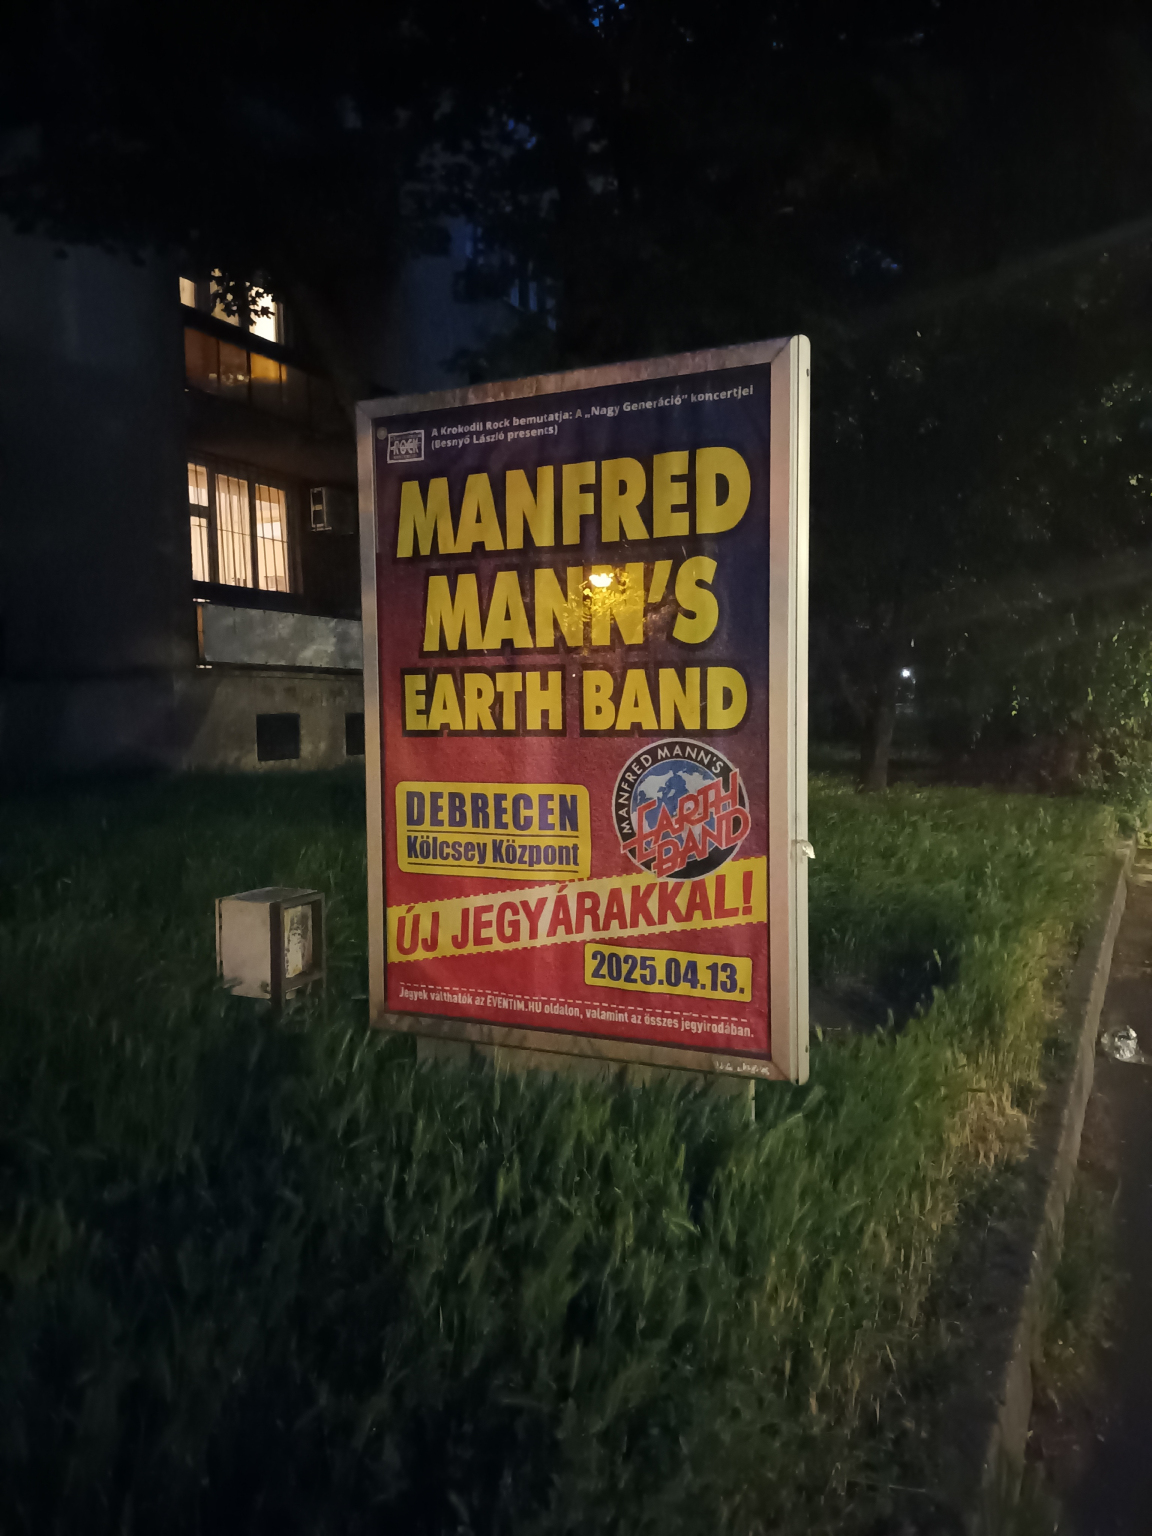 A Krokodil Rock bemutatja: A „Nagy Generáció" koncertjei
(Besnyő László presents)
ROCK
MANFRED
MANN'S
EARTH BAND
MANFRED MANN'S
EARTH
BAND
DEBRECEN
Kölcsey Központ
ÚJ JEGYÁRAKKAL!
2025.04.13.
Jegyek válthatók az EVENTIM.HU oldalon, valamint az összes jegyirodában.